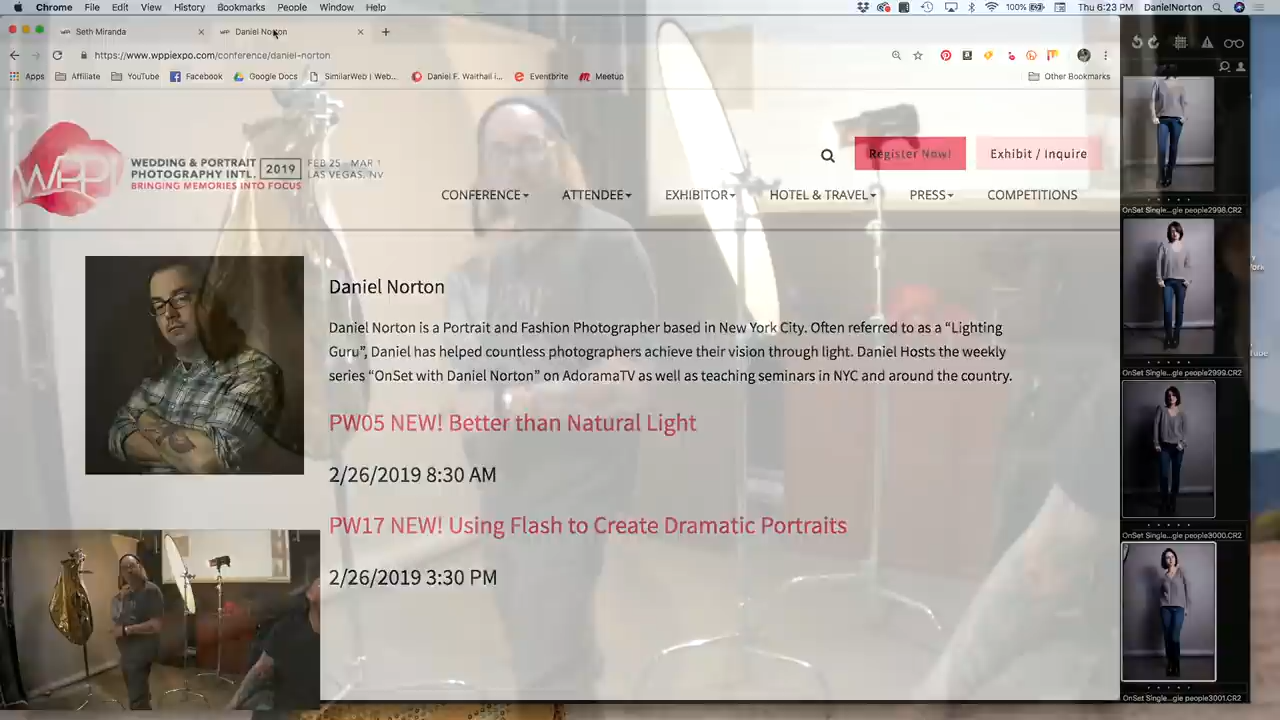 Chrome File Edit View History Bookmarks People Window Help
100% Thu 6:23 PM DanielNorton
Seth Miranda
Daniel Norton
https://www.wppiexpo.com/conference/daniel-norton
Apps Affiliate YouTube Facebook Google Docs SimilarWeb | Web... Daniel F. Waithall i... Eventbrite Meetup Other Bookmarks
WPPI
WEDDING & PORTRAIT
PHOTOGRAPHY INTL.
BRINGING MEMORIES INTO FOCUS
2019
FEB 25 - MAR 1
LAS VEGAS, NV
Register Now!
Exhibit / Inquire
CONFERENCE ATTENDEE EXHIBITOR HOTEL & TRAVEL PRESS COMPETITIONS
Daniel Norton
Daniel Norton is a Portrait and Fashion Photographer based in New York City. Often referred to as a “Lighting
Guru”, Daniel has helped countless photographers achieve their vision through light. Daniel Hosts the weekly
series “OnSet with Daniel Norton” on AdoramaTV as well as teaching seminars in NYC and around the country.
PW05 NEW! Better than Natural Light
2/26/2019 8:30 AM
PW17 NEW! Using Flash to Create Dramatic Portraits
2/26/2019 3:30 PM
OnSet Single...gle people2998.CR2
OnSet Single...gle people2999.CR2
OnSet Single...gle people3000.CR2
OnSet Single...gle people3001.CR2